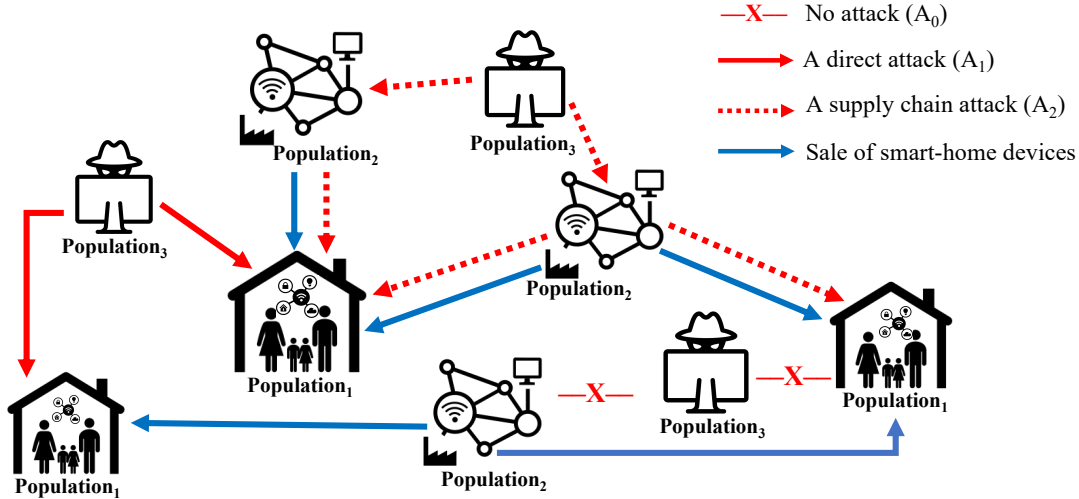 —X— No attack (A₀)
A direct attack (A₁)
A supply chain attack (A₂)
Sale of smart-home devices
Population₂
Population₃
Population₃
Population₂
Population₁
Population₁
—X—
—X—
Population₃
Population₂
Population₁